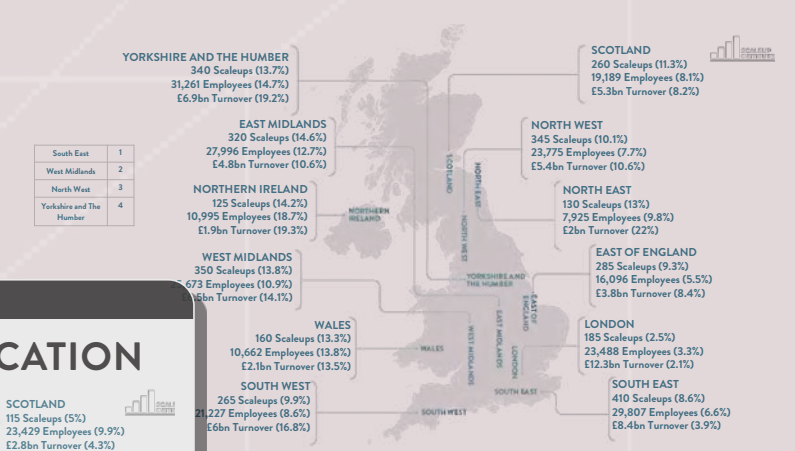 YORKSHIRE AND THE HUMBER
340 Scaleups (13.7%)
31,261 Employees (14.7%)
£6.9bn Turnover (19.2%)
EAST MIDLANDS
320 Scaleups (14.6%)
27,996 Employees (12.7%)
£4.8bn Turnover (10.6%)
NORTHERN IRELAND
125 Scaleups (14.2%)
10,995 Employees (18.7%)
£1.9bn Turnover (19.3%)
WEST MIDLANDS
350 Scaleups (13.8%)
673 Employees (10.9%)
5bn Turnover (14.1%)
WALES
160 Scaleups (13.3%)
10,662 Employees (13.8%)
£2.1bn Turnover (13.5%)
SOUTH WEST
265 Scaleups (9.9%)
21,227 Employees (8.6%)
£6bn Turnover (16.8%)
SCOTLAND
260 Scaleups (11.3%)
19,189 Employees (8.1%)
£5.3bn Turnover (8.2%)
NORTH WEST
345 Scaleups (10.1%)
23,775 Employees (7.7%)
£5.4bn Turnover (10.6%)
NORTH EAST
130 Scaleups (13%)
7,925 Employees (9.8%)
£2bn Turnover (22%)
EAST OF ENGLAND
285 Scaleups (9.3%)
16,096 Employees (5.5%)
£3.8bn Turnover (8.4%)
LONDON
185 Scaleups (2.5%)
23,488 Employees (3.3%)
£12.3bn Turnover (2.1%)
SOUTH EAST
410 Scaleups (8.6%)
29,807 Employees (6.6%)
£8.4bn Turnover (3.9%)
South East 1
West Midlands 2
North West 3
Yorkshire and The
Humber 4
SCOTLAND
NORTH EAST
NORTH WEST
NORTHERN
IRELAND
YORKSHIRE AND
THE HUMBER
EAST OF
ENGLAND
EAST MIDLANDS
WEST MIDLANDS
LONDON
WALES
SOUTH EAST
SOUTH WEST
CATION
SCOTLAND
115 Scaleups (5%)
23,429 Employees (9.9%)
£2.8bn Turnover (4.3%)